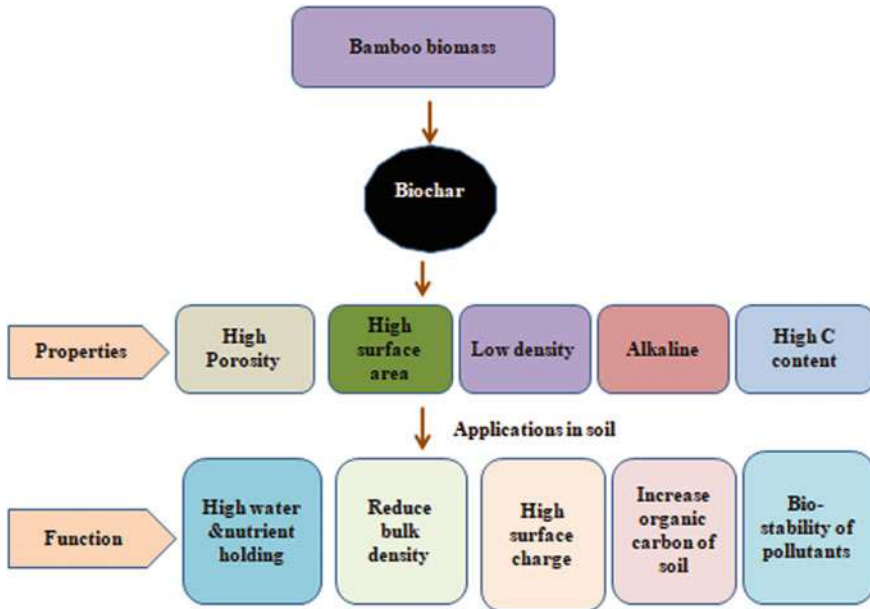 Bamboo biomass
Biochar
Properties
High
Porosity
High
surface
area
Low density
Alkaline
High C
content
Applications in soil
Function
High water
&nutrient
holding
Reduce
bulk
density
High
surface
charge
Increase
organic
carbon of
soil
Bio-
stability of
pollutants